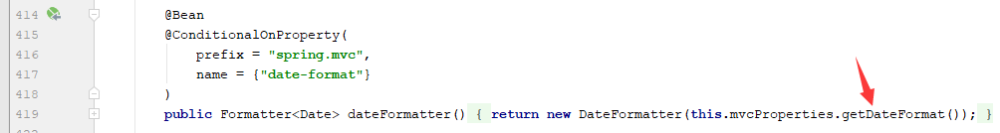 414 @Bean
415 @ConditionalOnProperty(
416 prefix = "spring.mvc",
417 name = {"date-format"}
418 )
419 public Formatter<Date> dateFormatter() { return new DateFormatter(this.mvcProperties.getDateFormat()); }